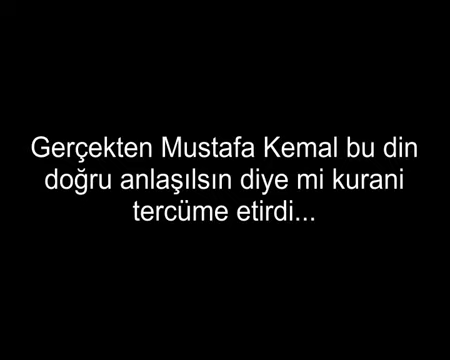 Gerçekten Mustafa Kemal bu din
doğru anlaşılsın diye mi kurani
tercüme etirdi...